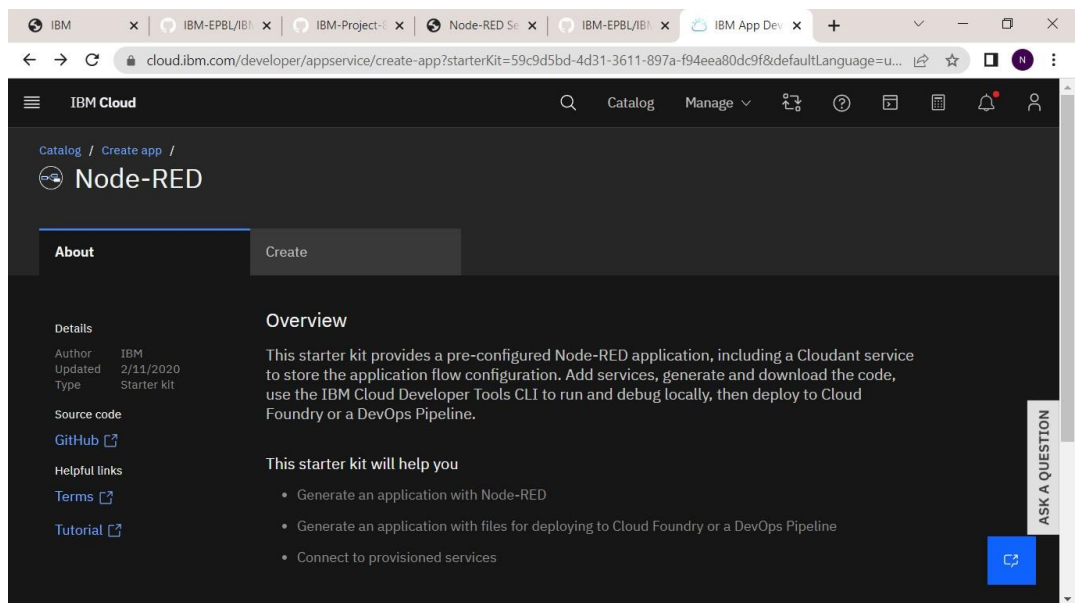 IBM
IBM-EPBL/IBM
IBM-Project-8
Node-RED Se
IBM-EPBL/IBM
IBM App Dev
cloud.ibm.com/developer/appservice/create-app?starterKit=59c9d5bd-4d31-3611-897a-f94eea80dc9f&defaultLanguage=u...
N
IBM Cloud
Catalog
Manage
Catalog / Create app /
Node-RED
About
Create
Details
Author IBM
Updated 2/11/2020
Type Starter kit
Source code
GitHub
Helpful links
Terms
Tutorial
Overview
This starter kit provides a pre-configured Node-RED application, including a Cloudant service
to store the application flow configuration. Add services, generate and download the code,
use the IBM Cloud Developer Tools CLI to run and debug locally, then deploy to Cloud
Foundry or a DevOps Pipeline.
This starter kit will help you
• Generate an application with Node-RED
• Generate an application with files for deploying to Cloud Foundry or a DevOps Pipeline
• Connect to provisioned services
ASK A QUESTION